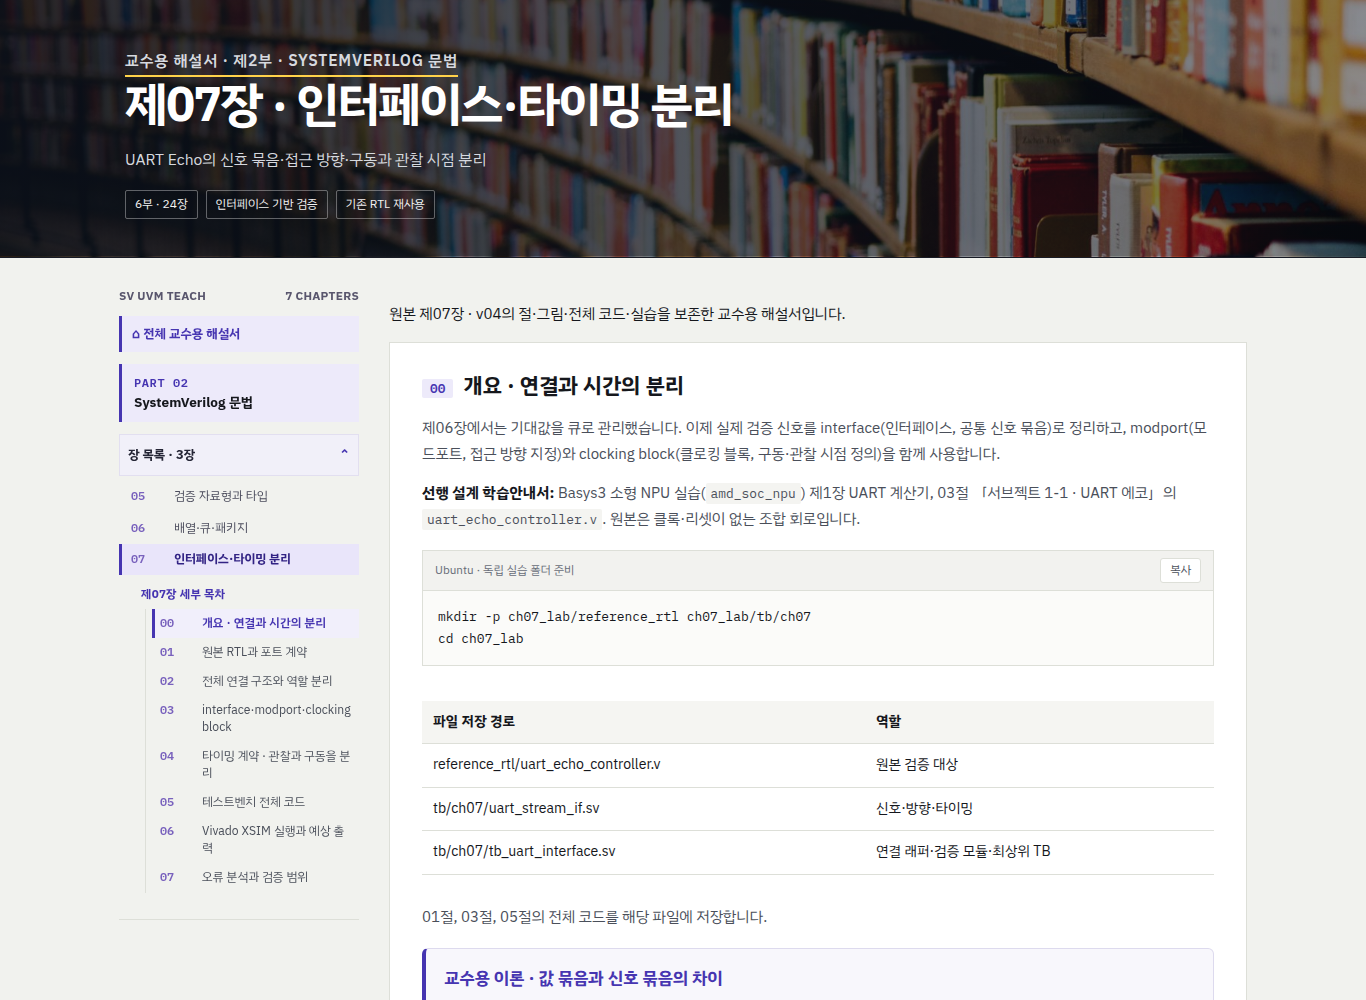 교수용 해설서 · 제2부 · SYSTEMVERILOG 문법
제07장 · 인터페이스·타이밍 분리
UART Echo의 신호 묶음·접근 방향·구동과 관찰 시점 분리
6부 · 24장
인터페이스 기반 검증
기존 RTL 재사용
SV UVM TEACH
7 CHAPTERS
⌂ 전체 교수용 해설서
PART 02
SystemVerilog 문법
장 목록 · 3장
05 검증 자료형과 타입
06 배열·큐·패키지
07 인터페이스·타이밍 분리
제07장 세부 목차
00 개요 · 연결과 시간의 분리
01 원본 RTL과 포트 계약
02 전체 연결 구조와 역할 분리
03 interface·modport·clocking
block
04 타이밍 계약 · 관찰과 구동을 분
리
05 테스트벤치 전체 코드
06 Vivado XSIM 실행과 예상 출
력
07 오류 분석과 검증 범위
원본 제07장 · v04의 절·그림·전체 코드·실습을 보존한 교수용 해설서입니다.
00 개요 · 연결과 시간의 분리
제06장에서는 기대값을 큐로 관리했습니다. 이제 실제 검증 신호를 interface(인터페이스, 공통 신호 묶음)로 정리하고, modport(모
드포트, 접근 방향 지정)와 clocking block(클로킹 블록, 구동·관찰 시점 정의)을 함께 사용합니다.
선행 설계 학습안내서: Basys3 소형 NPU 실습(amd_soc_npu) 제1장 UART 계산기, 03절 「서브젝트 1-1 · UART 에코」의
uart_echo_controller.v. 원본은 클록·리셋이 없는 조합 회로입니다.
Ubuntu · 독립 실습 폴더 준비
복사
mkdir -p ch07_lab/reference_rtl ch07_lab/tb/ch07
cd ch07_lab
파일 저장 경로 역할
reference_rtl/uart_echo_controller.v 원본 검증 대상
tb/ch07/uart_stream_if.sv 신호·방향·타이밍
tb/ch07/tb_uart_interface.sv 연결 래퍼·검증 모듈·최상위 TB
01절, 03절, 05절의 전체 코드를 해당 파일에 저장합니다.
교수용 이론 · 값 묶음과 신호 묶음의 차이